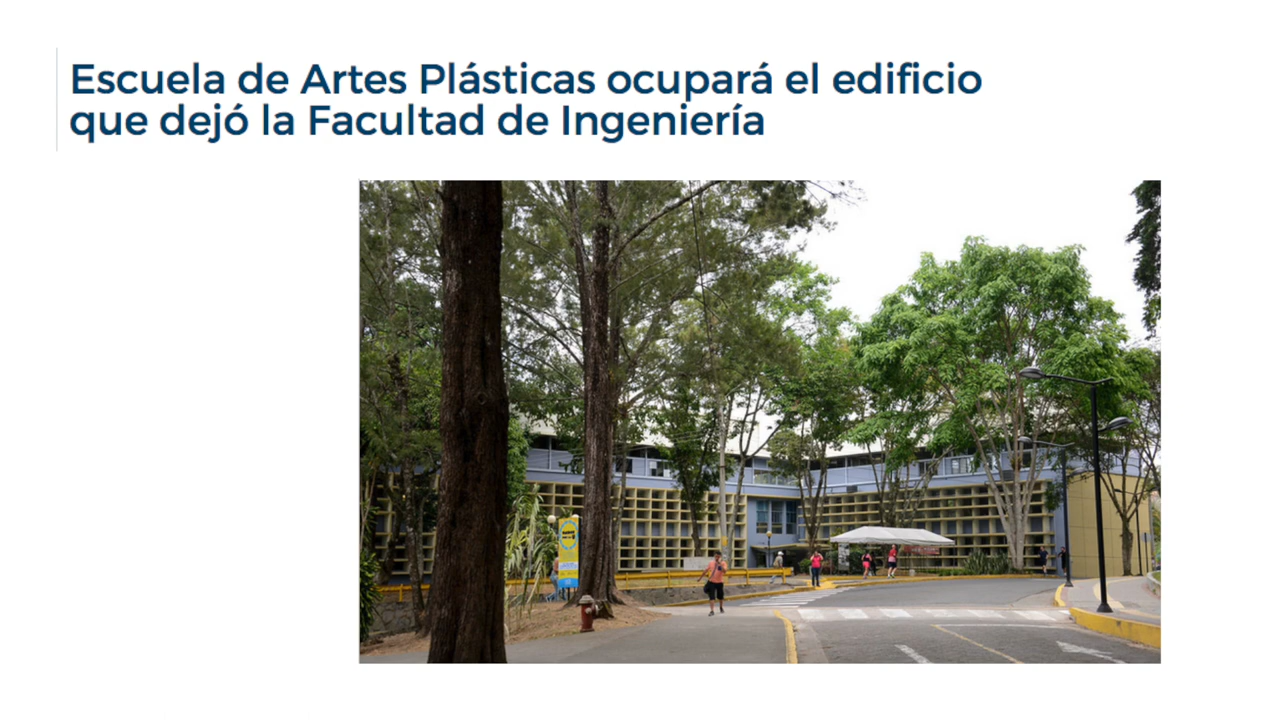 Escuela de Artes Plásticas ocupará el edificio
que dejó la Facultad de Ingeniería